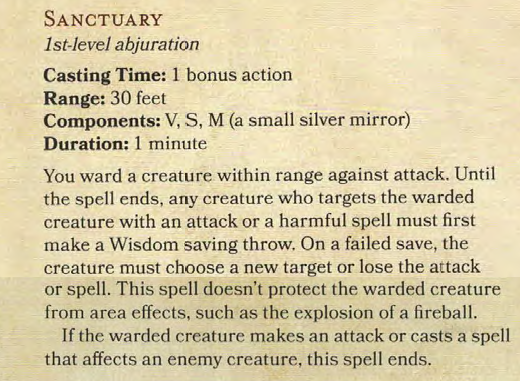 SANCTUARY
1st-level abjuration
Casting Time: 1 bonus action
Range: 30 feet
Components: V, S, M (a small silver mirror)
Duration: 1 minute
You ward a creature within range against attack. Until
the spell ends, any creature who targets the warded
creature with an attack or a harmful spell must first
make a Wisdom saving throw. On a failed save, the
creature must choose a new target or lose the attack
or spell. This spell doesn't protect the warded creature
from area effects, such as the explosion of a fireball.
If the warded creature makes an attack or casts a spell
that affects an enemy creature, this spell ends.